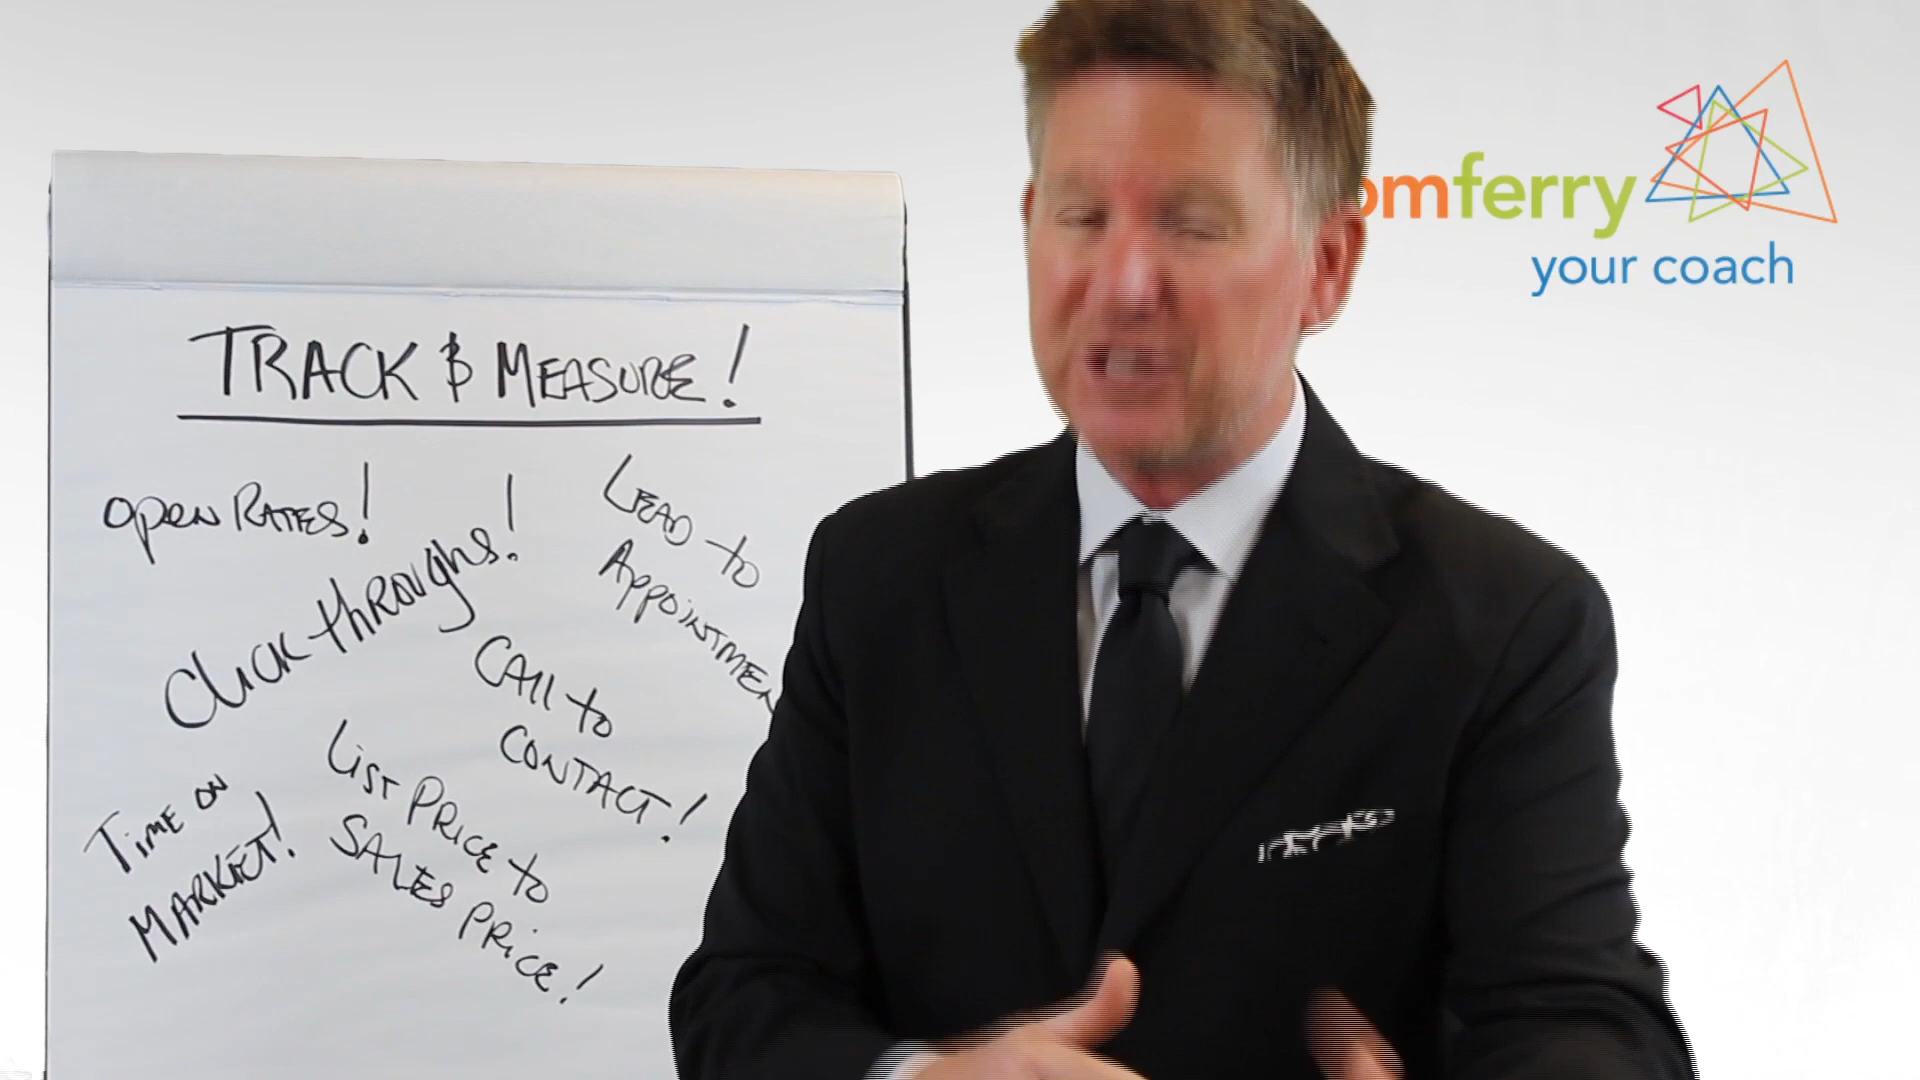 TRACK & MEASURE!
OPEN RATES!
CLICK-THROUGHS!
LEAD to
APPOINTMEN
CALL to
CONTACT!
LIST PRICE to
SALES PRICE!
TIME ON
MARKET!
omferry
your coach